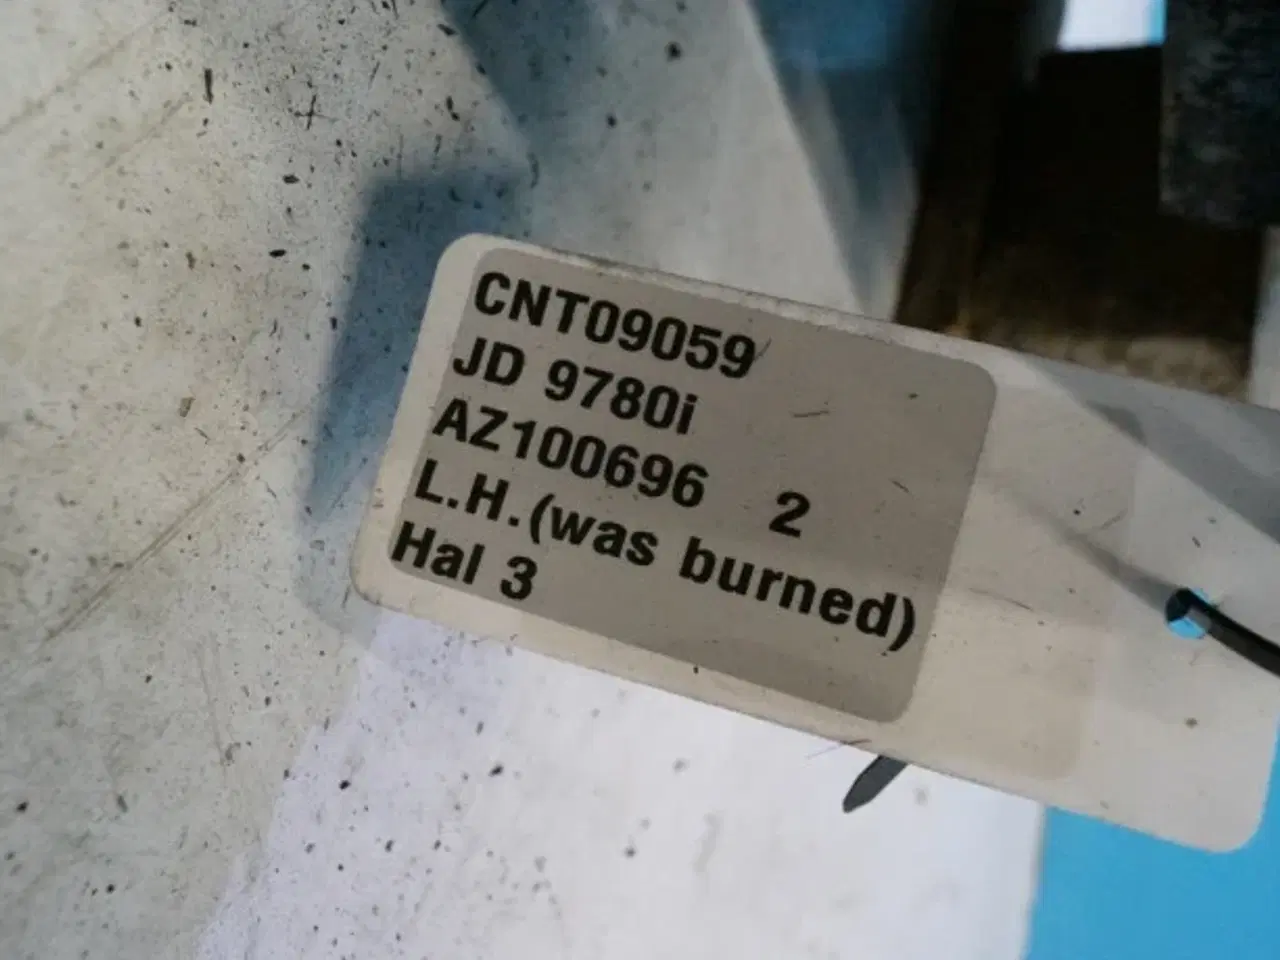 CNT09059
JD 9780i
AZ100696 2
L.H.(was burned)
Hal 3